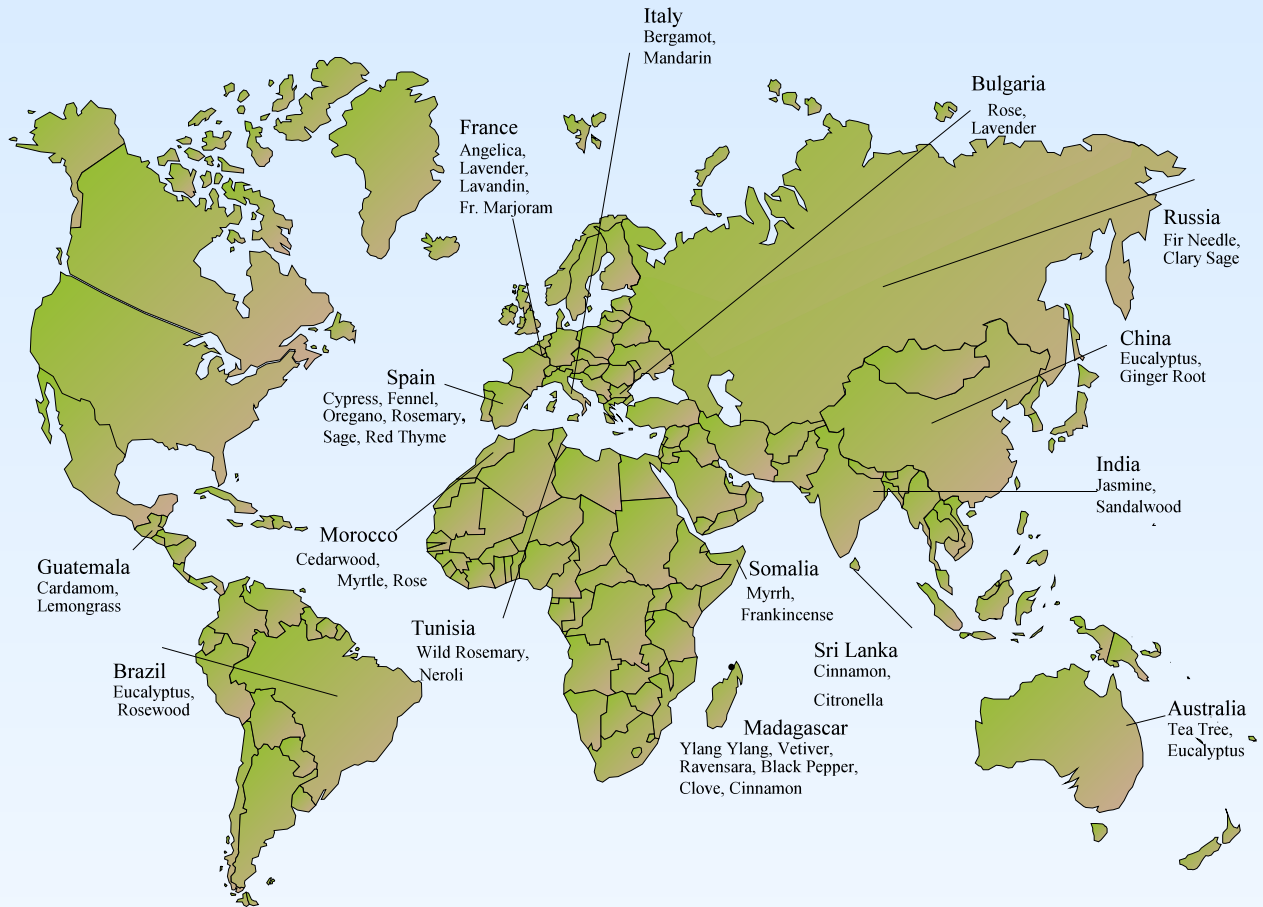 Italy
Bergamot,
Mandarin
Bulgaria
Rose,
Lavender
France
Angelica,
Lavender,
Lavandin,
Fr. Marjoram
Russia
Fir Needle,
Clary Sage
China
Eucalyptus,
Ginger Root
Spain
Cypress, Fennel,
Oregano, Rosemary,
Sage, Red Thyme
India
Jasmine,
Sandalwood
Morocco
Cedarwood,
Myrtle, Rose
Guatemala
Cardamom,
Lemongrass
Somalia
Myrrh,
Frankincense
Tunisia
Wild Rosemary,
Neroli
Sri Lanka
Cinnamon,
Citronella
Brazil
Eucalyptus,
Rosewood
Madagascar
Ylang Ylang, Vetiver,
Ravensara, Black Pepper,
Clove, Cinnamon
Australia
Tea Tree,
Eucalyptus